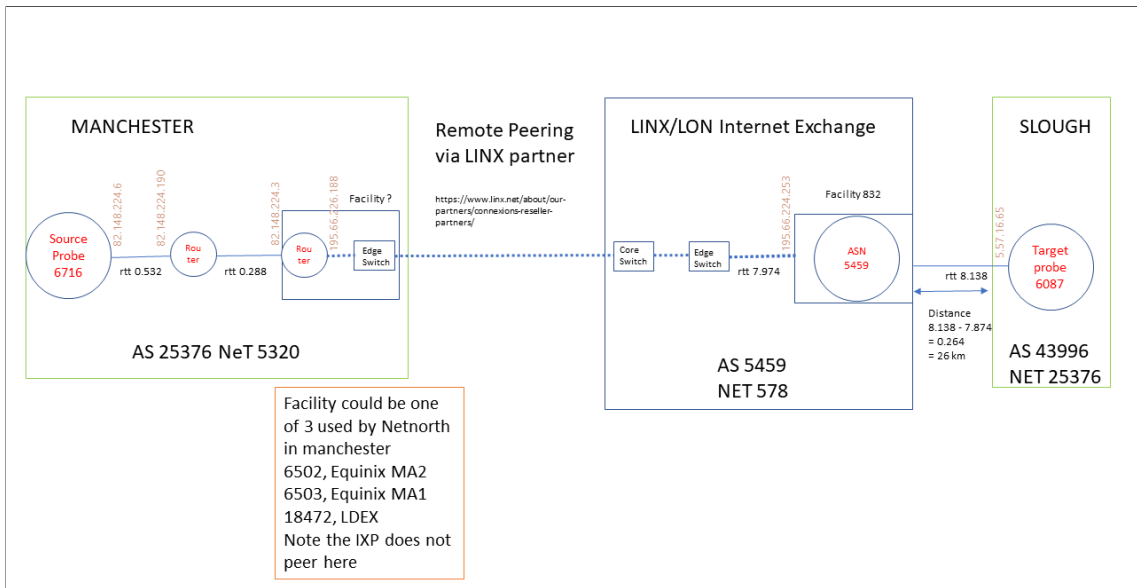 MANCHESTER
82.148.224.6
82.148.224.190
82.148.224.3
195.66.226.188
Facility ?
Source
Probe
6716
Rou
ter
Rou
ter
Edge
Switch
rtt 0.532
rtt 0.288
AS 25376 NeT 5320
Remote Peering
via LINX partner
https://www.linx.net/about/our-
partners/connexions-reseller-
partners/
LINX/LON Internet Exchange
195.66.224.253
Facility 832
Core
Switch
Edge
Switch
rtt 7.974
ASN
5459
AS 5459
NET 578
SLOUGH
5.57.16.65
Target
probe
6087
rtt 8.138
Distance
8.138 - 7.874
= 0.264
= 26 km
AS 43996
NET 25376
Facility could be one
of 3 used by Netnorth
in manchester
6502, Equinix MA2
6503, Equinix MA1
18472, LDEX
Note the IXP does not
peer here